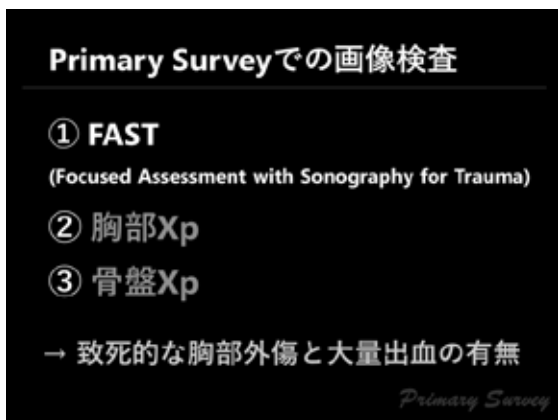 Primary Surveyでの画像検査
① FAST
(Focused Assessment with Sonography for Trauma)
② 胸部Xp
③ 骨盤Xp
→ 致死的な胸部外傷と大量出血の有無
Primary Survey